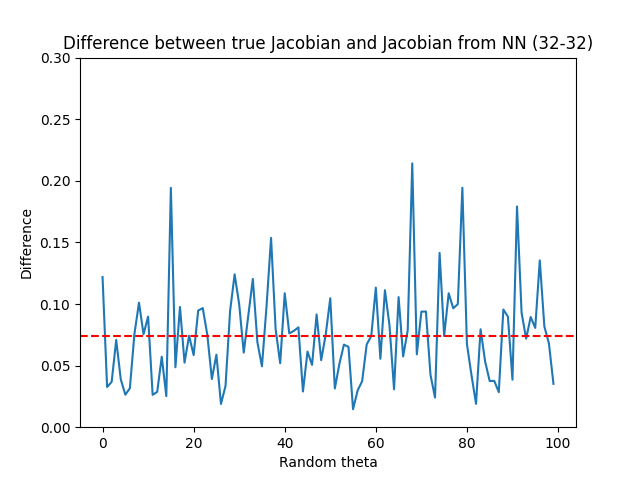 Difference between true Jacobian and Jacobian from NN (32-32)
0.30
0.25
0.20
0.15
0.10
0.05
0.00
Difference
0 20 40 60 80 100
Random theta